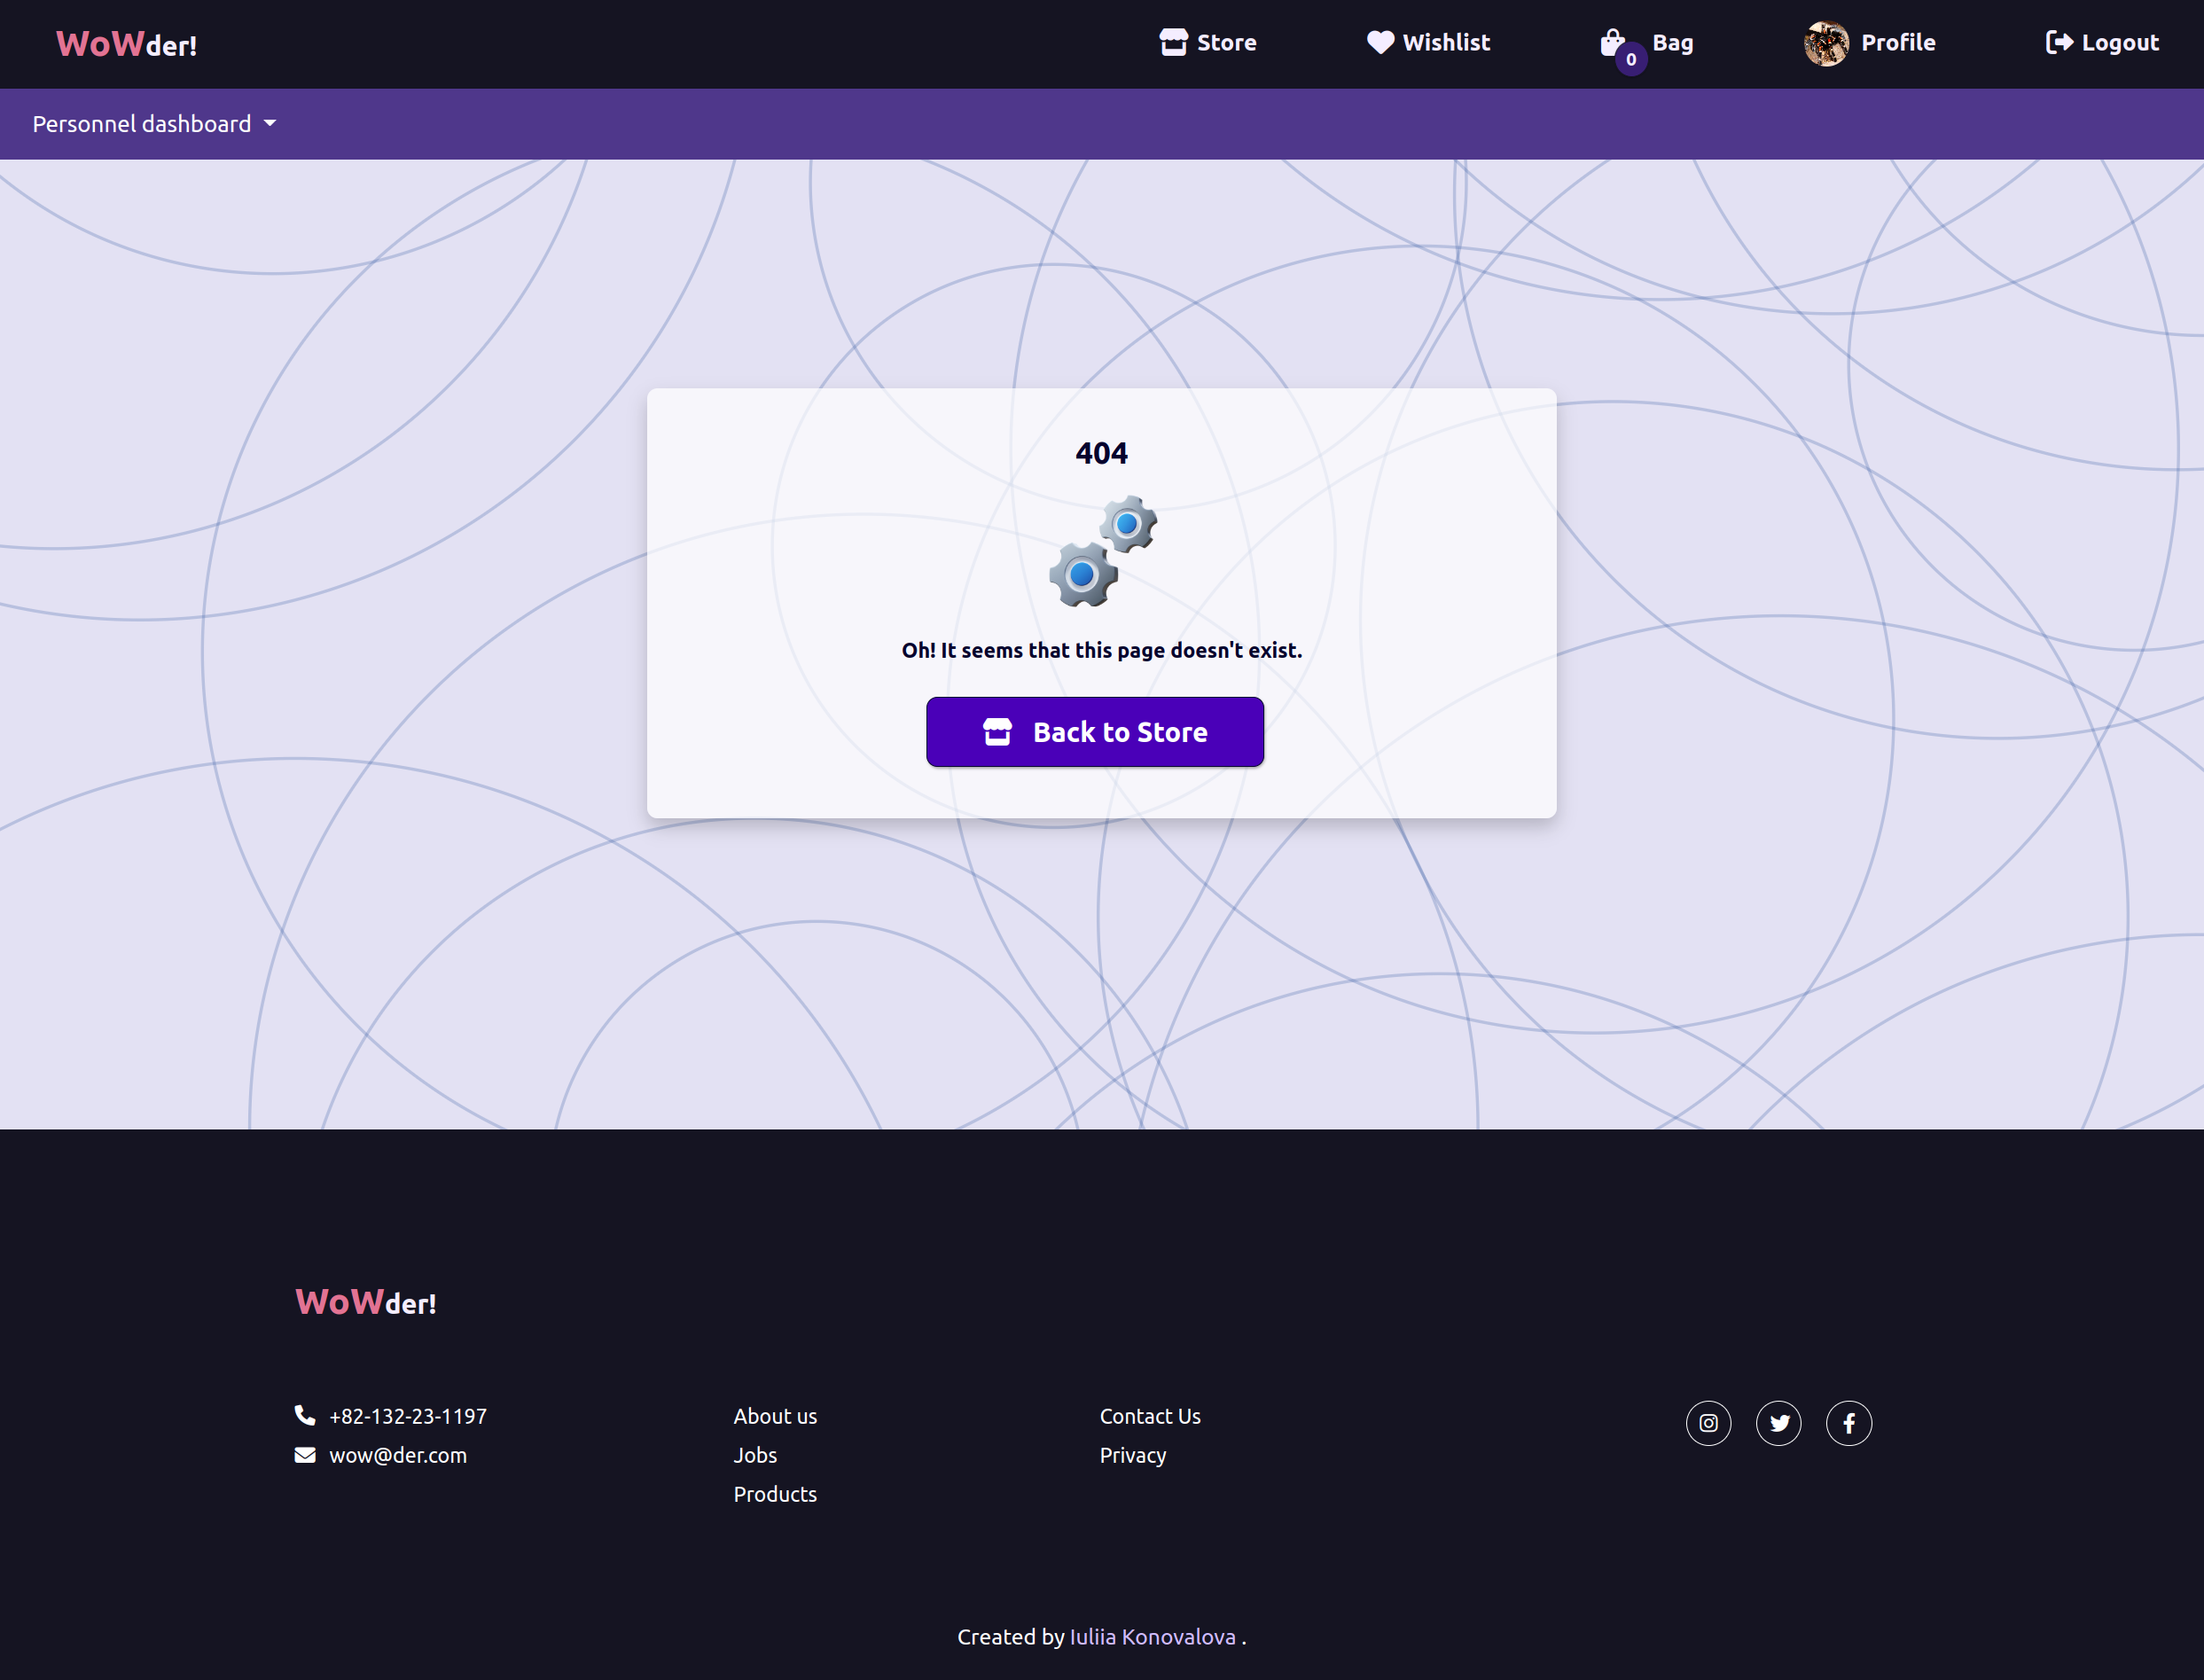 WoWder!
Store
Wishlist
0
Bag
Profile
Logout
Personnel dashboard
404
Oh! It seems that this page doesn't exist.
Back to Store
WoWder!
+82-132-23-1197
About us
Contact Us
wow@der.com
Jobs
Privacy
Products
Created by Iuliia Konovalova .